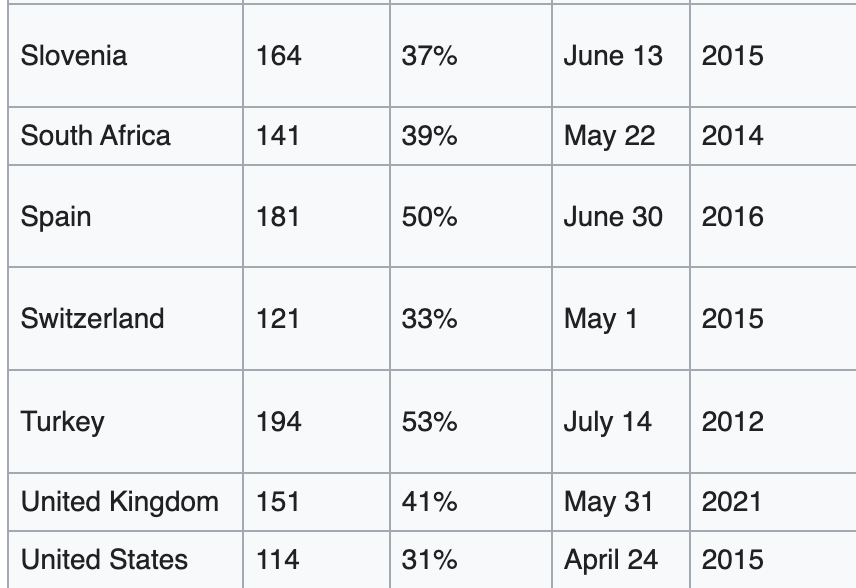 Slovenia 164 37% June 13 2015
South Africa 141 39% May 22 2014
Spain 181 50% June 30 2016
Switzerland 121 33% May 1 2015
Turkey 194 53% July 14 2012
United Kingdom 151 41% May 31 2021
United States 114 31% April 24 2015